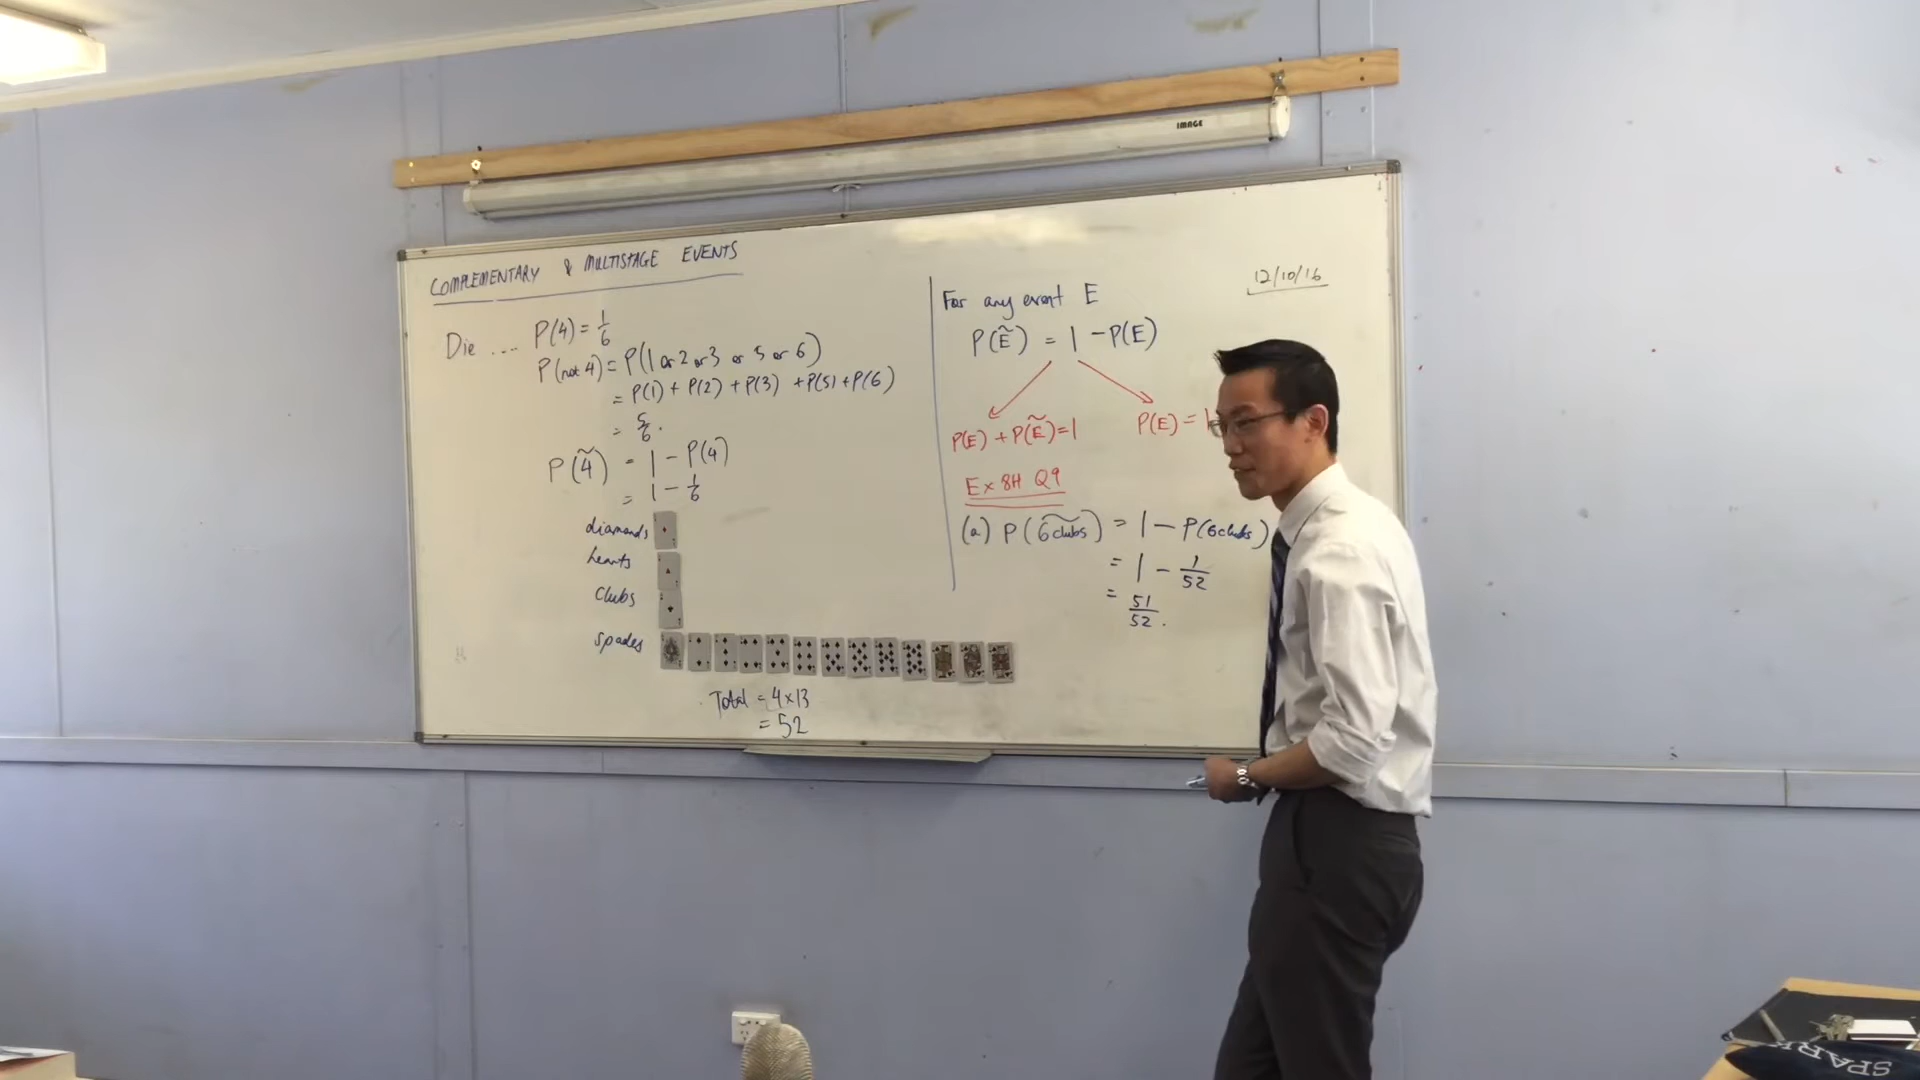 IMAGE
COMPLEMENTARY & MULTISTAGE EVENTS
Die .... P(4) = 1/6
P(not 4) = P(1 or 2 or 3 or 5 or 6)
= P(1) + P(2) + P(3) + P(5) + P(6)
= 5/6.
P(4̃) = 1 - P(4)
= 1 - 1/6
diamonds
hearts
clubs
spades
Total = 4×13
= 52
12/10/16
For any event E
P(Ẽ) = 1 - P(E)
P(E) + P(Ẽ) = 1
P(E) = 1
Ex 8H Q9
(a) P(6 clubs) = 1 - P(6 clubs)
= 1 - 1/52
= 51/52.
SPARK